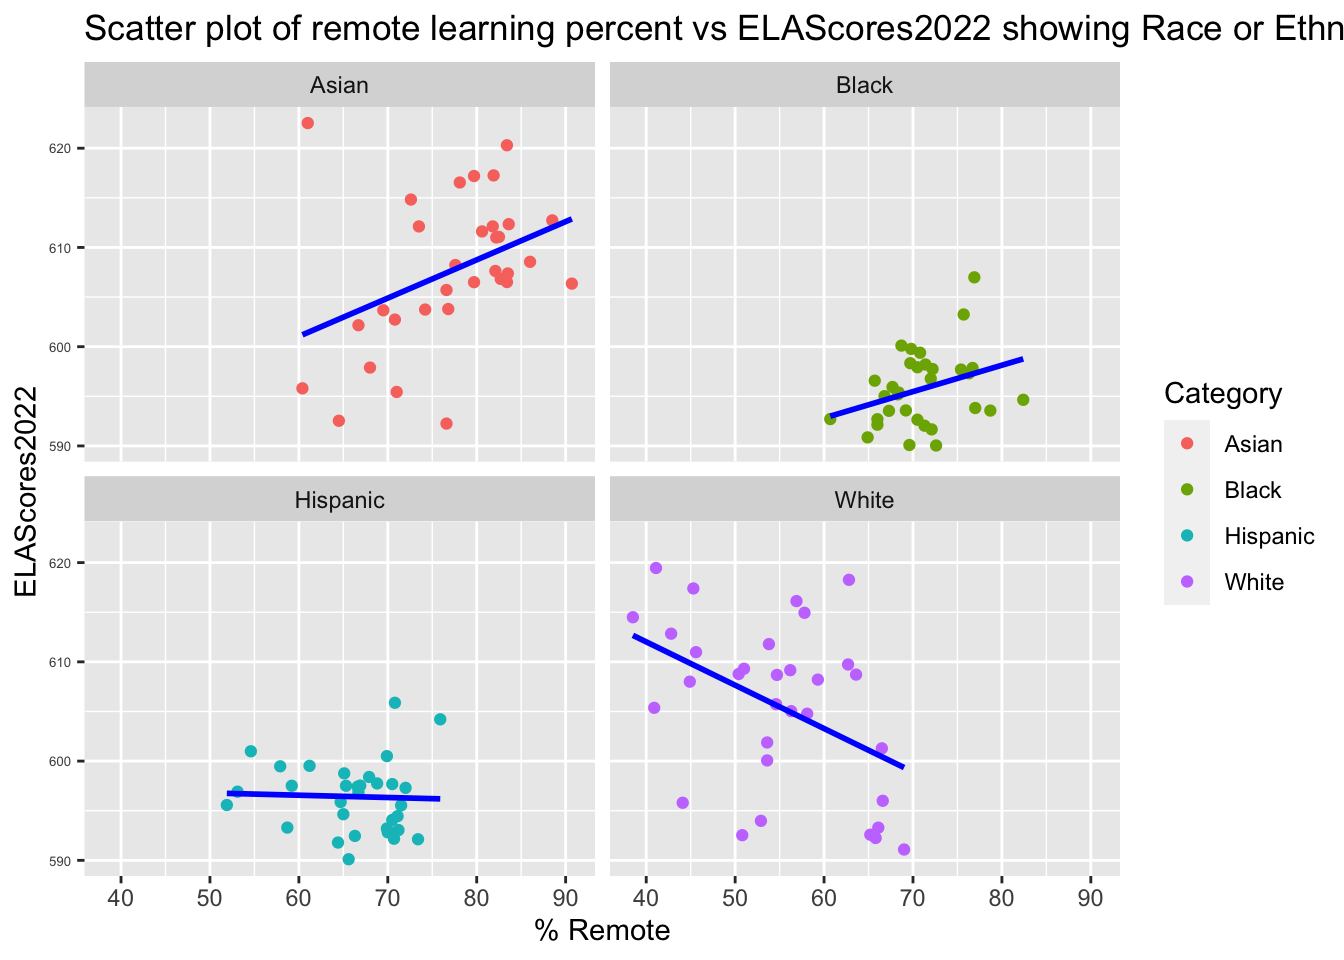 Scatter plot of remote learning percent vs ELAScores2022 showing Race or Ethn
Asian
Black
620
610
600
590
Hispanic
White
620
610
600
590
40 50 60 70 80 90
40 50 60 70 80 90
% Remote
ELAScores2022
Category
Asian
Black
Hispanic
White